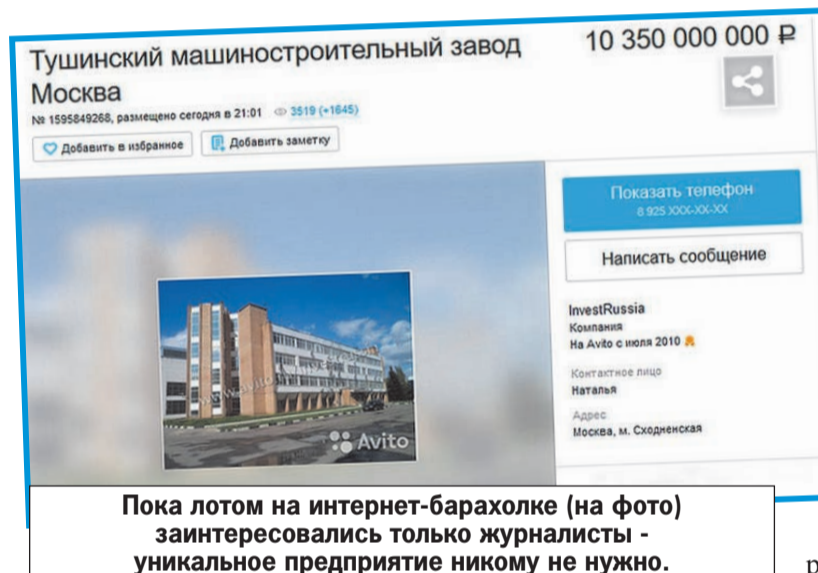 Тушинский машиностроительный завод
Москва
10 350 000 000 ₽
№ 1595849268, размещено сегодня в 21:01 3519 (+1645)
Добавить в избранное
Добавить заметку
Показать телефон
8 925 XXX-XX-XX
Написать сообщение
InvestRussia
Компания
На Avito с июля 2010
Контактное лицо
Наталья
Адрес
Москва, м. Сходненская
Avito
Пока лотом на интернет-барахолке (на фото)
заинтересовались только журналисты -
уникальное предприятие никому не нужно.